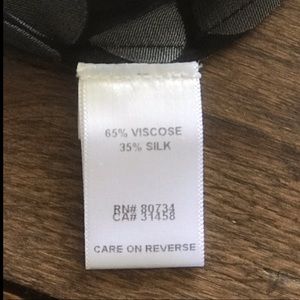 65% VISCOSE
35% SILK
RN# 80734
CA# 31458
CARE ON REVERSE